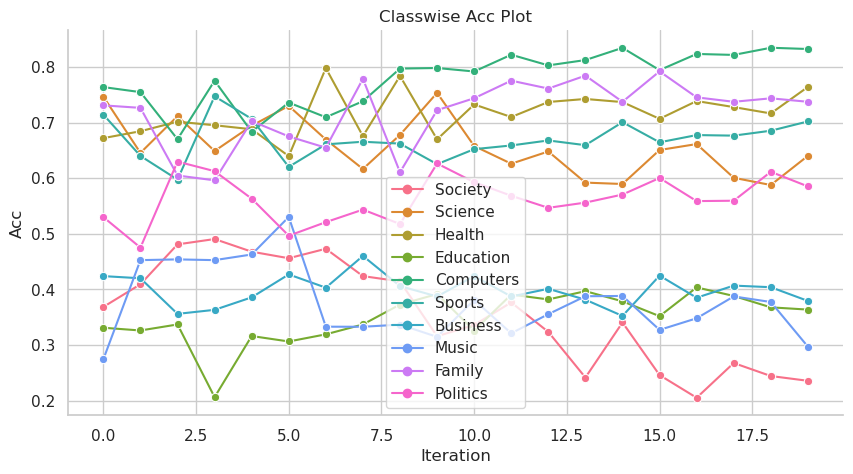 Classwise Acc Plot
Acc
0.8
0.7
0.6
0.5
0.4
0.3
0.2
Society
Science
Health
Education
Computers
Sports
Business
Music
Family
Politics
0.0 2.5 5.0 7.5 10.0 12.5 15.0 17.5
Iteration